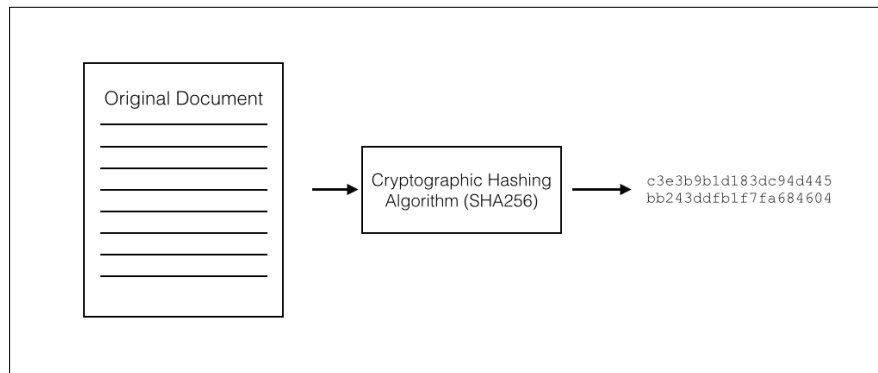 Original Document
Cryptographic Hashing
Algorithm (SHA256)
c3e3b9b1d183dc94d445
bb243ddfb1f7fa684604